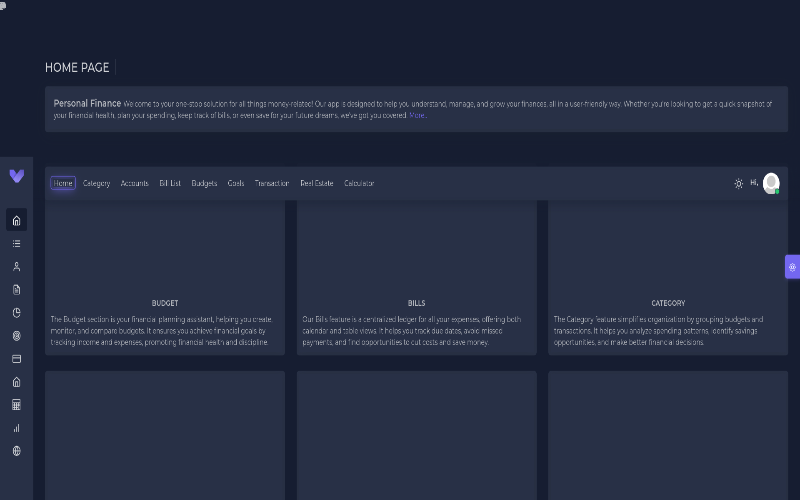 HOME PAGE
Personal Finance Welcome to your one-stop solution for all things money-related! Our app is designed to help you understand, manage, and grow your finances, all in a user-friendly way. Whether you're looking to get a quick snapshot of
your financial health, plan your spending, keep track of bills, or even save for your future dreams, we've got you covered. More..
Home Category Accounts Bill List Budgets Goals Transaction Real Estate Calculator Hi,
BUDGET
The Budget section is your financial planning assistant, helping you create,
monitor, and compare budgets. It ensures you achieve financial goals by
tracking income and expenses, promoting financial health and discipline.
BILLS
Our Bills feature is a centralized ledger for all your expenses, offering both
calendar and table views. It helps you track due dates, avoid missed
payments, and find opportunities to cut costs and save money.
CATEGORY
The Category feature simplifies organization by grouping budgets and
transactions. It helps you analyze spending patterns, identify savings
opportunities, and make better financial decisions.